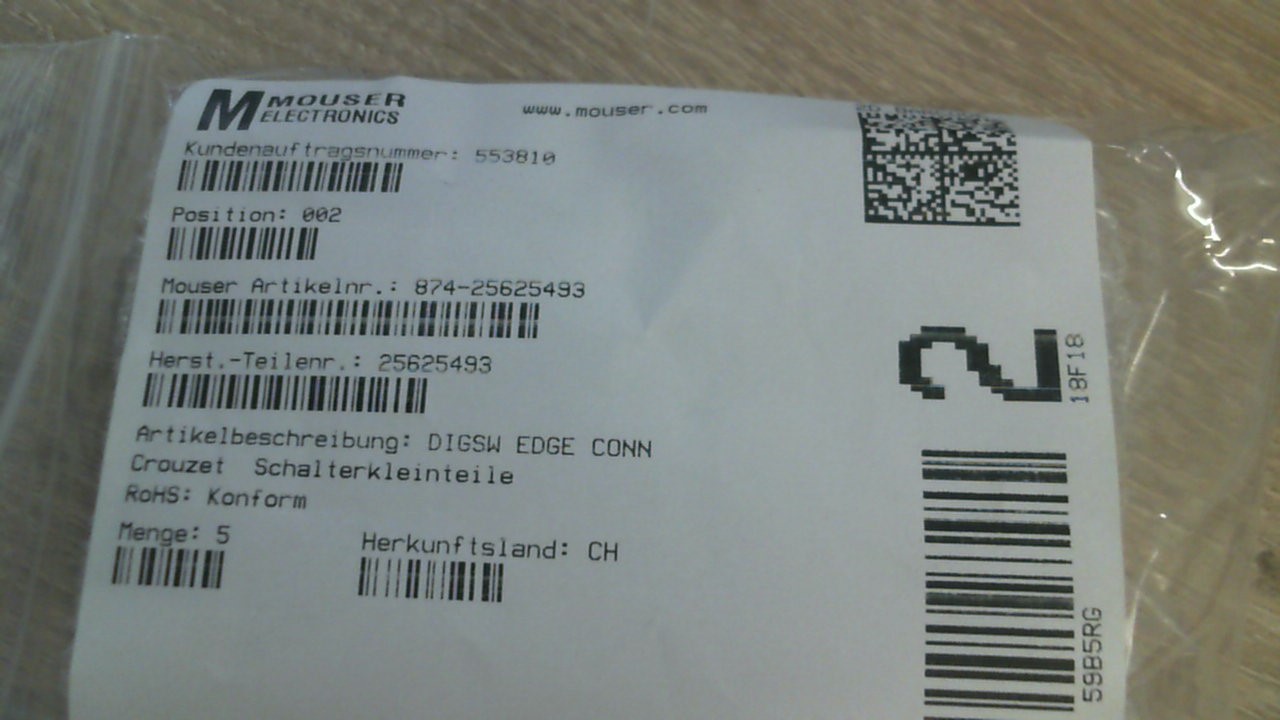 MOUSER
ELECTRONICS
www.mouser.com
Kundenauftragsnummer: 553810
Position: 002
Mouser Artikelnr.: 874-25625493
Herst.-Teilenr.: 25625493
Artikelbeschreibung: DIGSW EDGE CONN
Crouzet Schalterkleinteile
RoHS: Konform
Menge: 5
Herkunftsland: CH
2
18F18
59B5RG